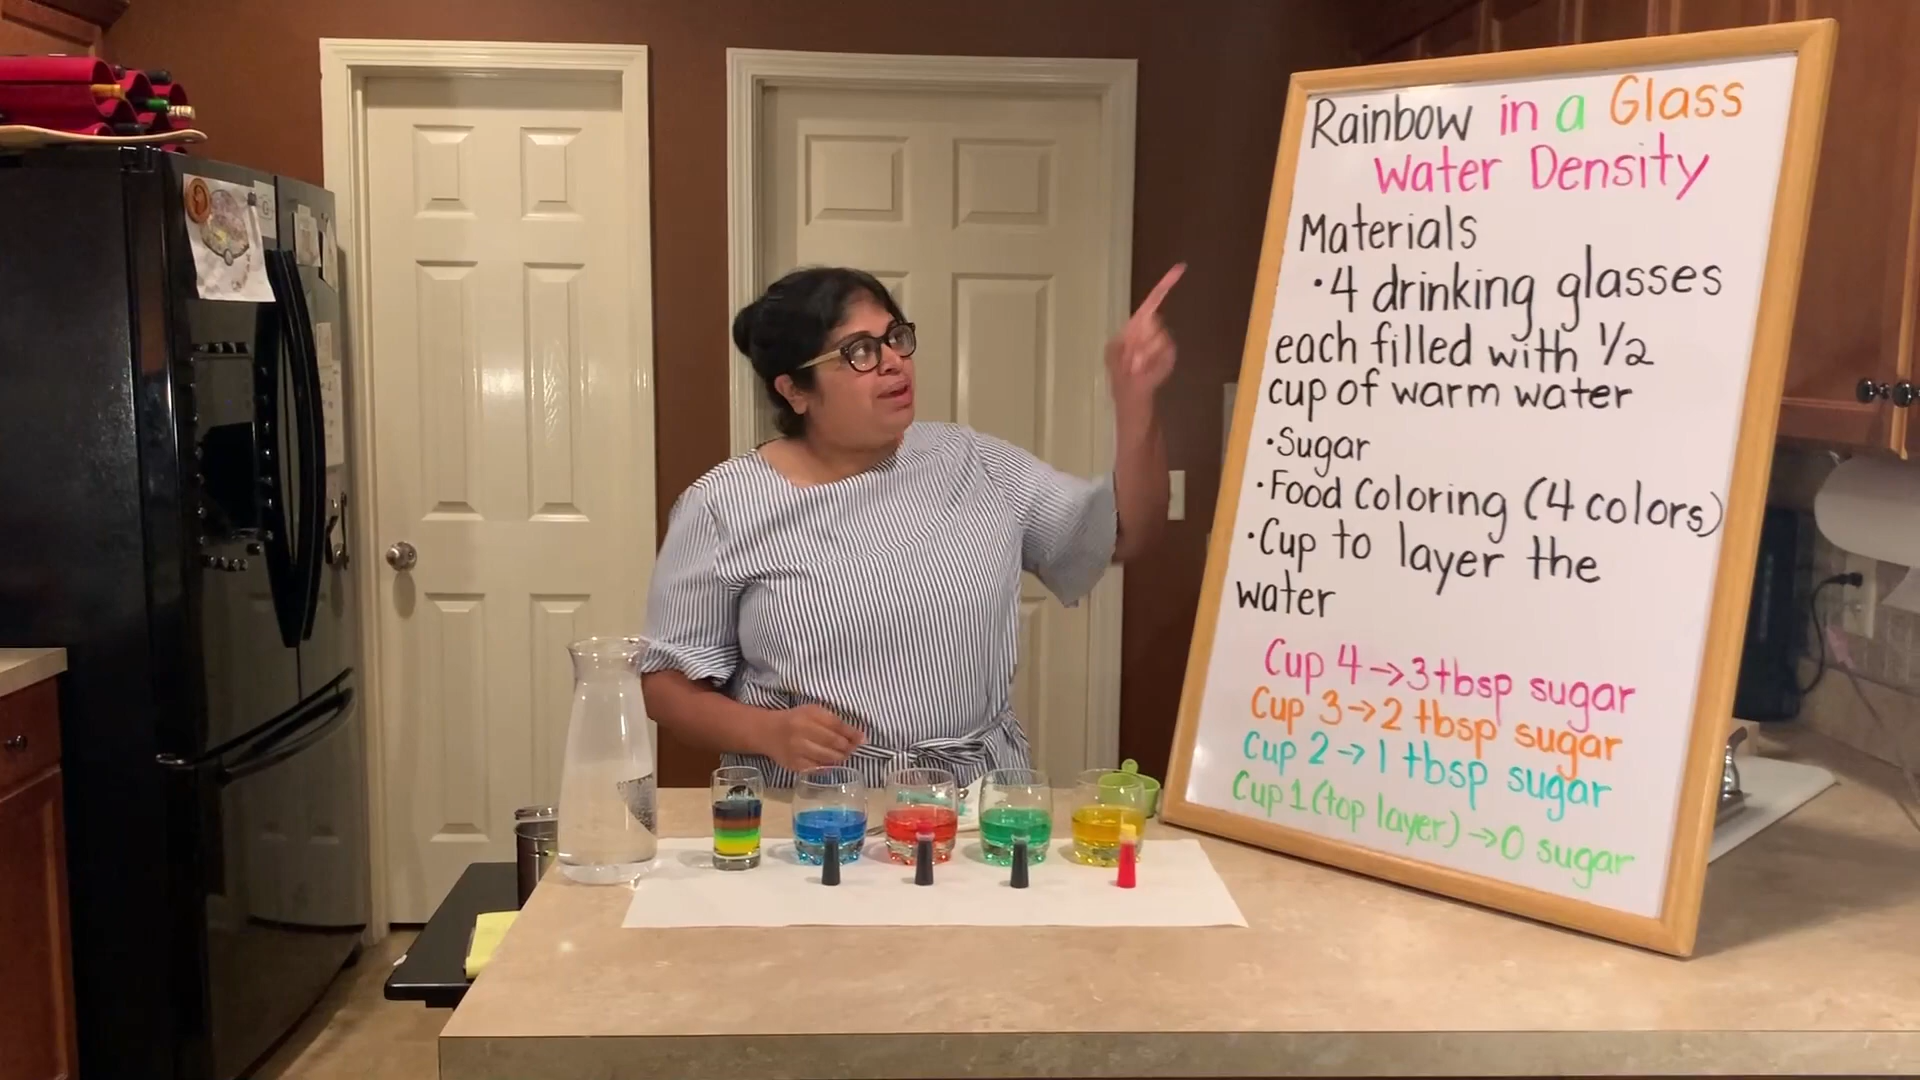 Rainbow in a Glass
Water Density
Materials
•4 drinking glasses
each filled with 1/2
cup of warm water
•Sugar
•Food Coloring (4 colors)
•Cup to layer the
water
Cup 4→3 tbsp sugar
Cup 3→2 tbsp sugar
Cup 2→1 tbsp sugar
Cup 1 (top layer)→0 sugar